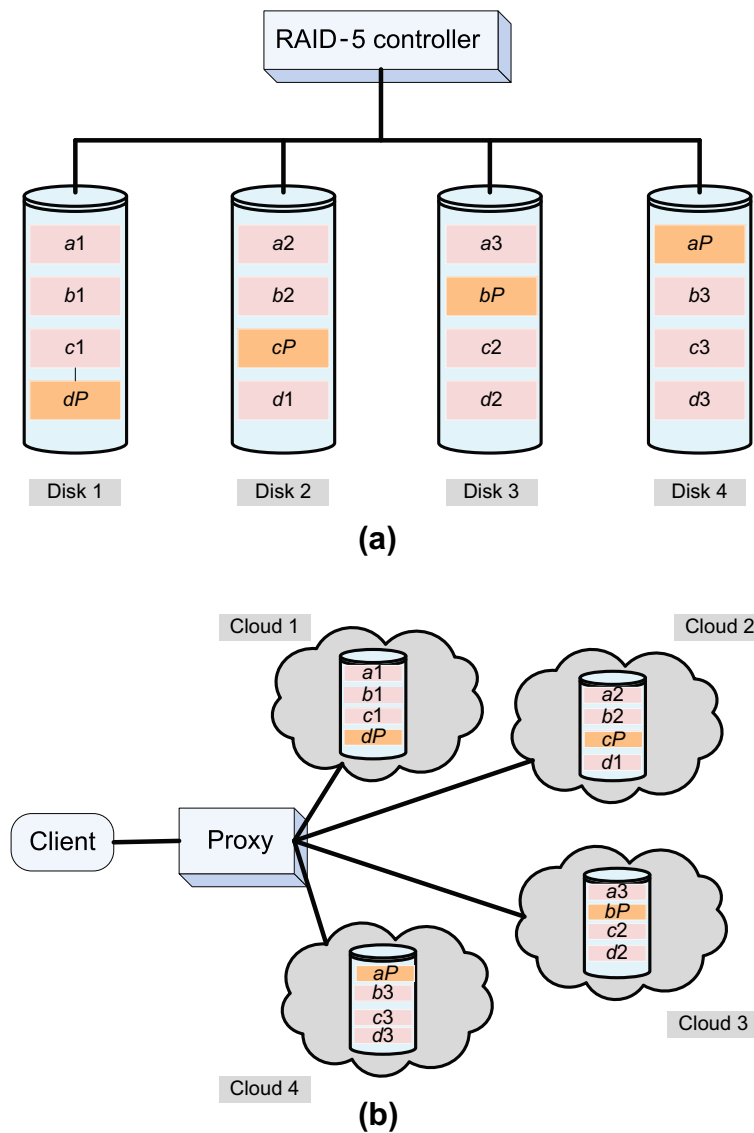 RAID-5 controller
a1 a2 a3 aP
b1 b2 bP b3
c1 cP c2 c3
dP d1 d2 d3
Disk 1 Disk 2 Disk 3 Disk 4
(a)
Cloud 1
a1
b1
c1
dP
Cloud 2
a2
b2
cP
d1
Client
Proxy
a3
bP
c2
d2
Cloud 3
aP
b3
c3
d3
Cloud 4
(b)